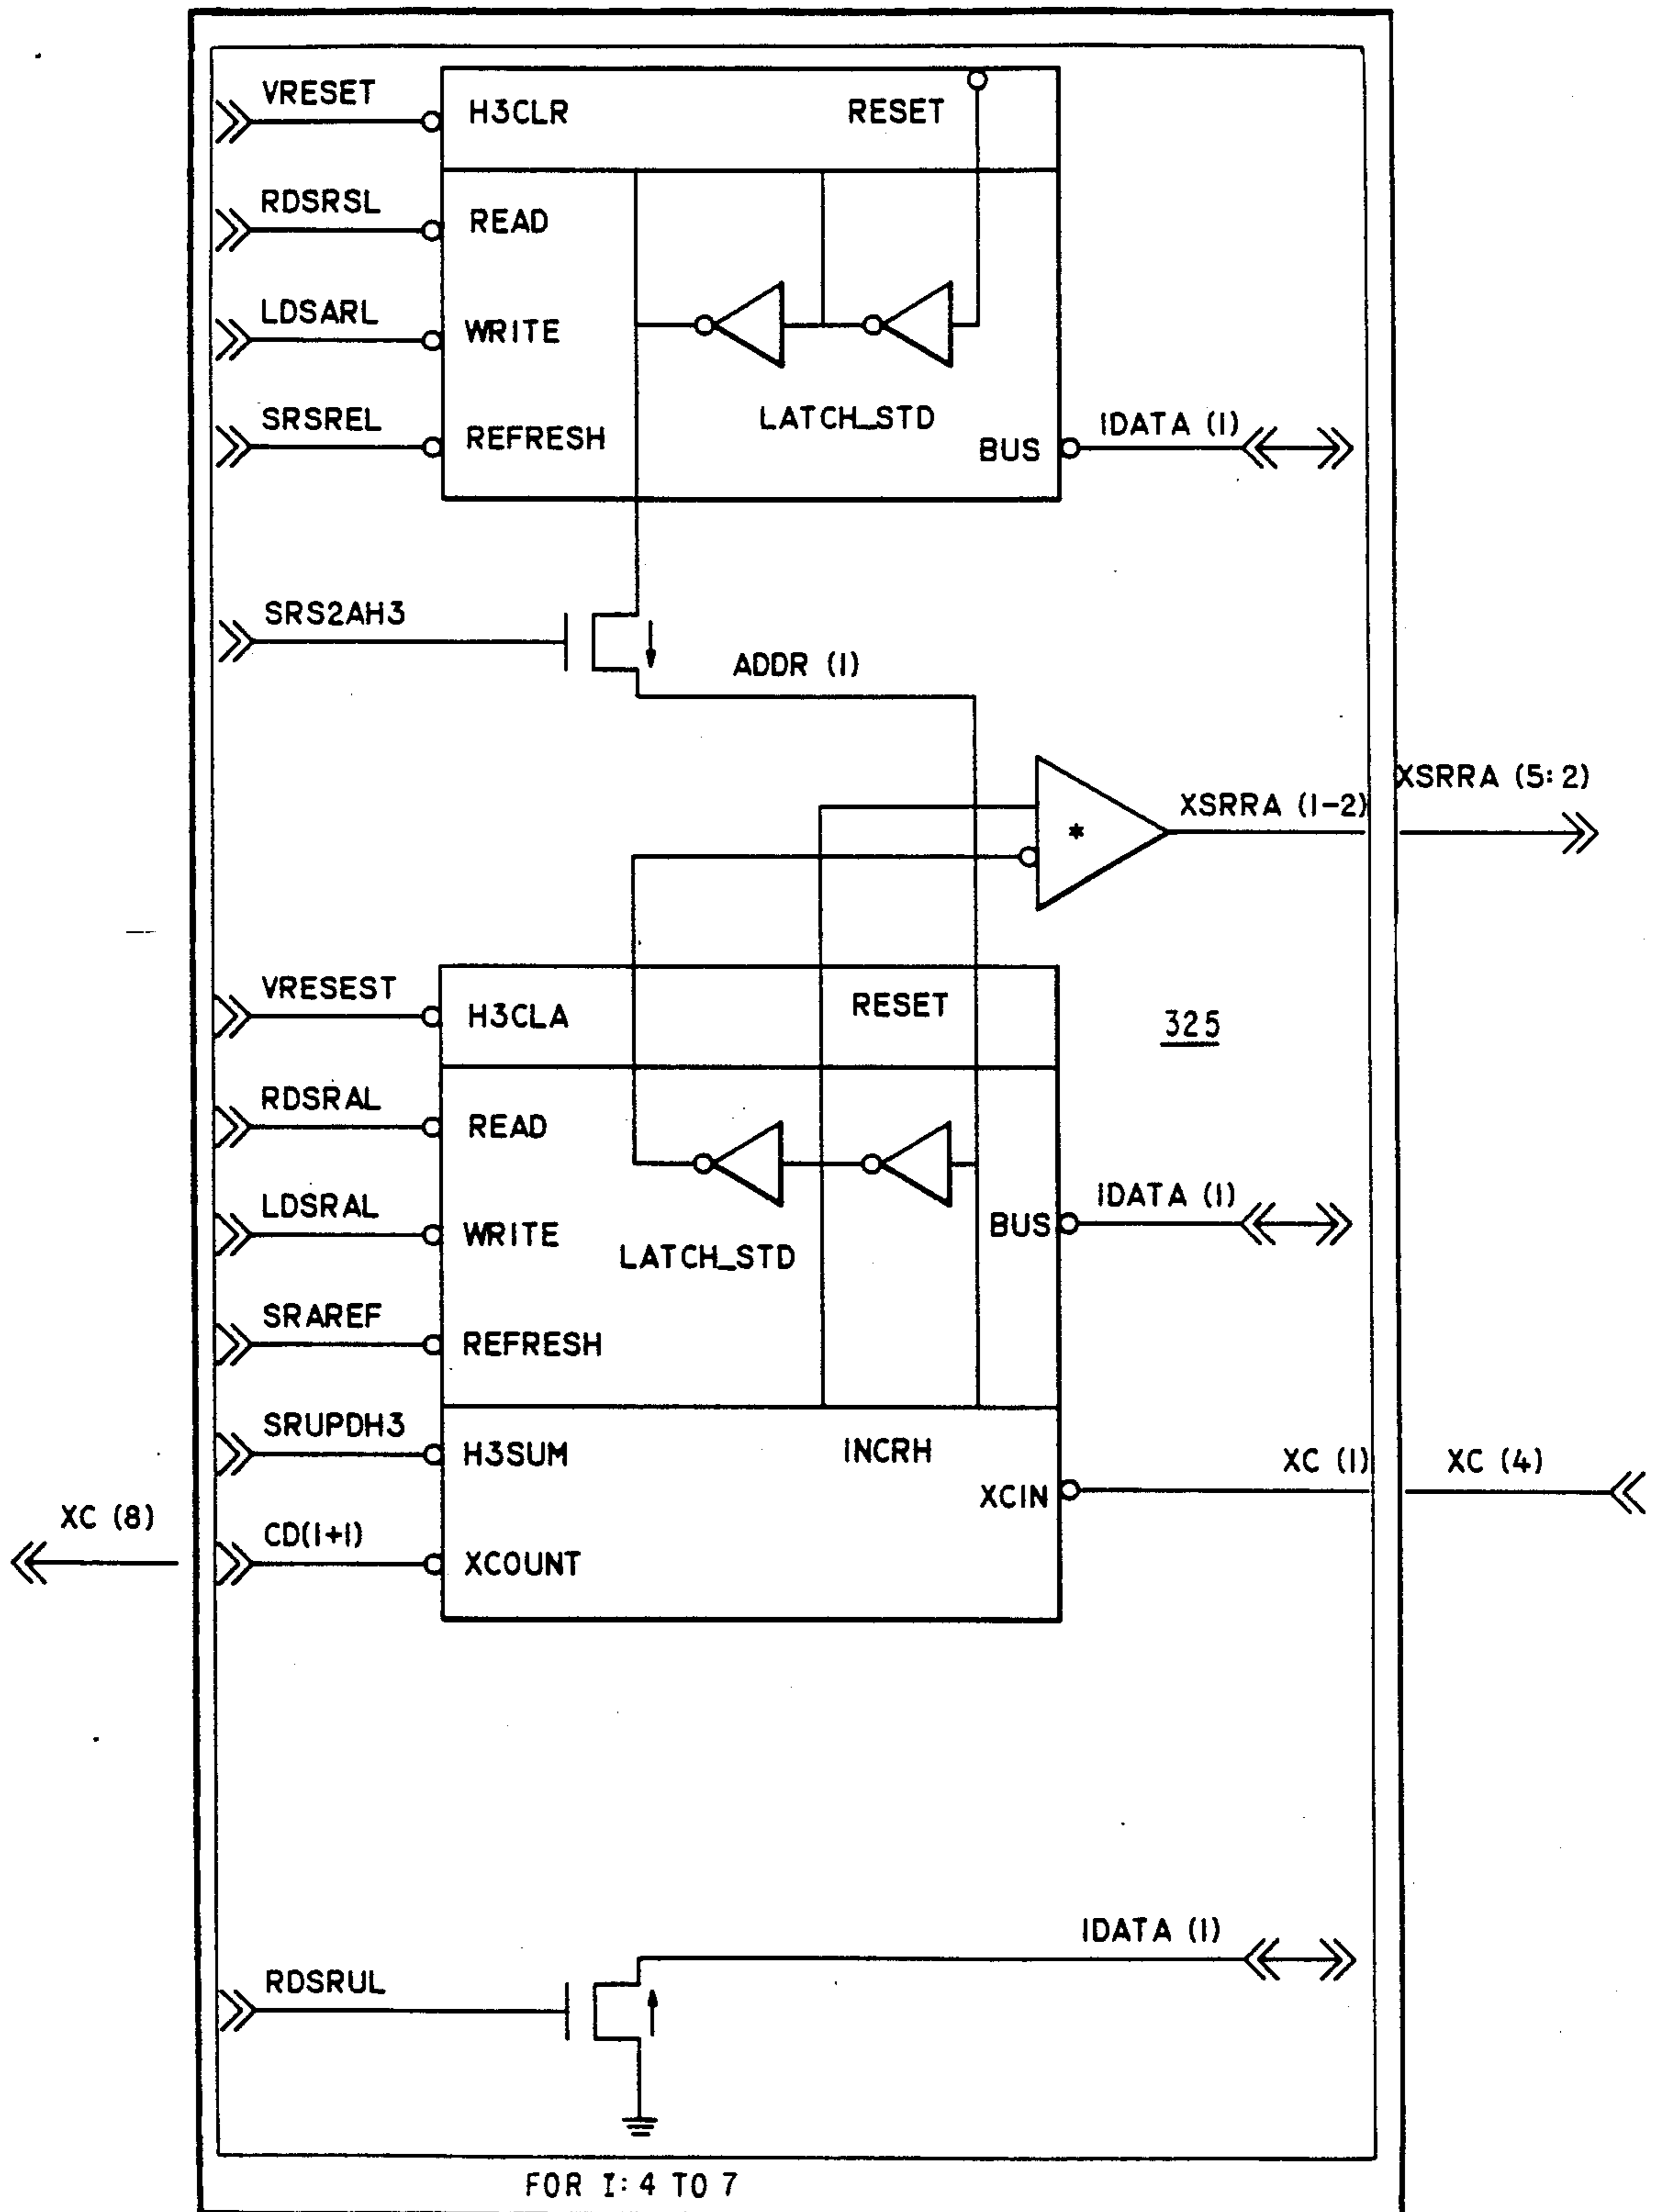 VRESET
H3CLR
RESET
RDSRSL
READ
LDSARL
WRITE
SRSREL
REFRESH
LATCH_STD
BUS
IDATA (I)
SRS2AH3
ADDR (I)
*
XSRRA (I-2)
XSRRA (5:2)
VRESEST
H3CLA
RESET
325
RDSRAL
READ
LDSRAL
WRITE
LATCH_STD
BUS
IDATA (I)
SRAREF
REFRESH
SRUPDH3
H3SUM
INCRH
XCIN
XC (I)
XC (4)
XC (8)
CD(I+I)
XCOUNT
IDATA (I)
RDSRUL
FOR I:4 TO 7